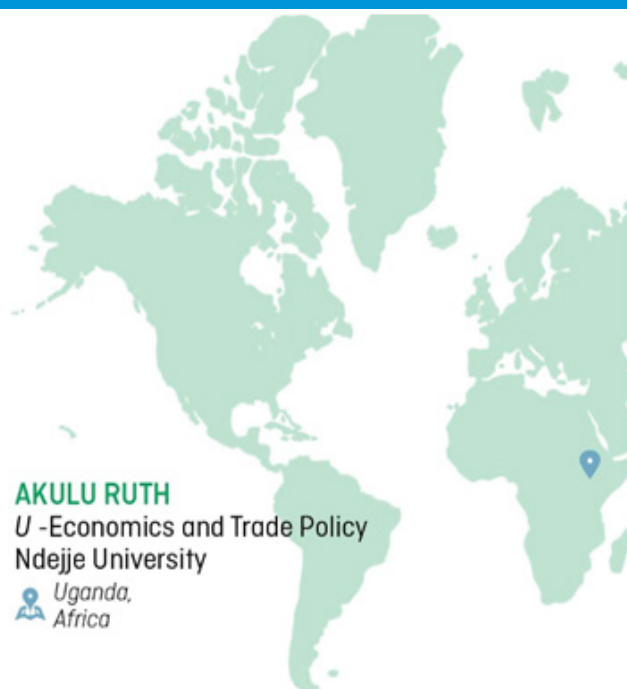 AKULU RUTH
U -Economics and Trade Policy
Ndejje University
Uganda,
Africa